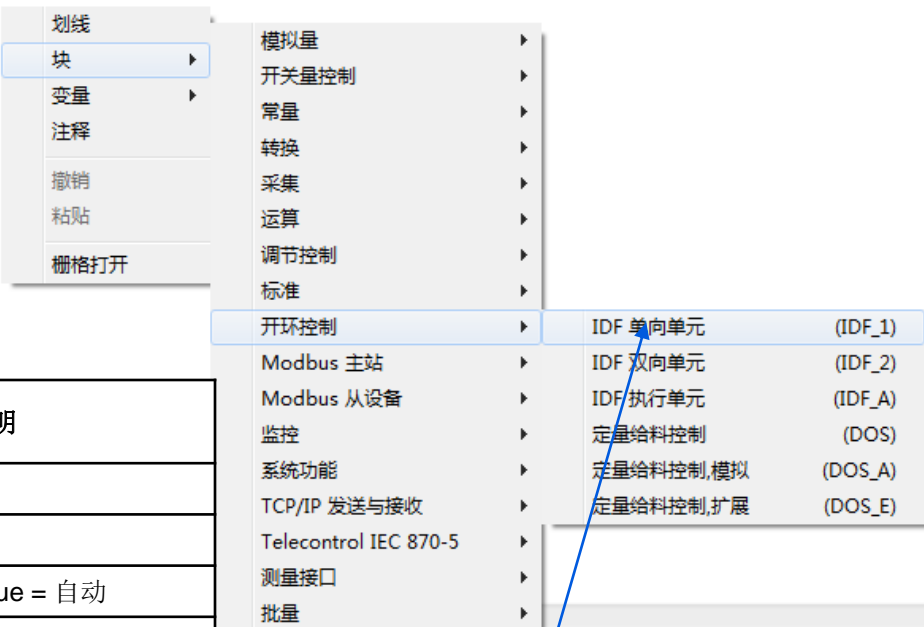 划线
块
变量
注释
撤销
粘贴
栅格打开
模拟量
开关量控制
常量
转换
采集
运算
调节控制
标准
开环控制
Modbus 主站
Modbus 从设备
监控
系统功能
TCP/IP 发送与接收
Telecontrol IEC 870-5
测量接口
批量
IDF 单向单元 (IDF_1)
IDF 双向单元 (IDF_2)
IDF 执行单元 (IDF_A)
定量给料控制 (DOS)
定量给料控制,模拟 (DOS_A)
定量给料控制,扩展 (DOS_E)
明
ue = 自动